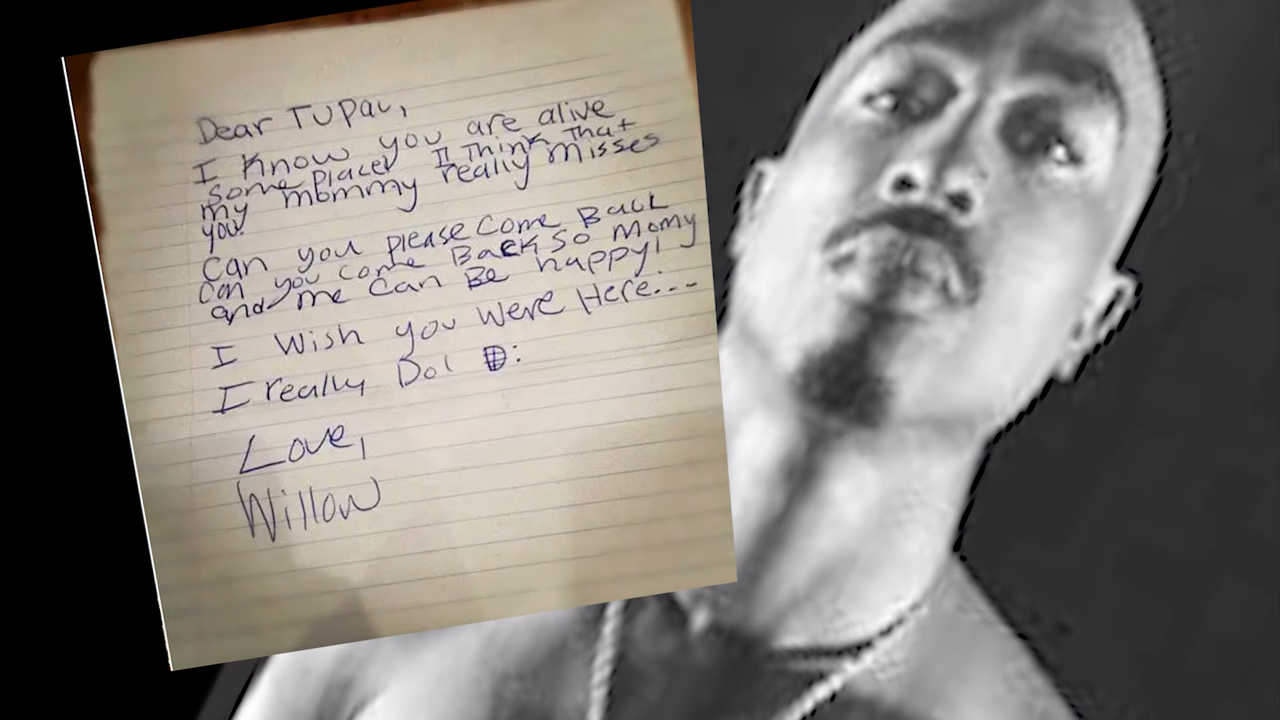 Dear Tupac,
I Know you are alive
some place! I Think That
my mommy really misses
you!
Can you please Come Back
Can you come Back So Momy
and me Can Be happy!
I Wish you Were Here...
I really Do!
Love,
Willow